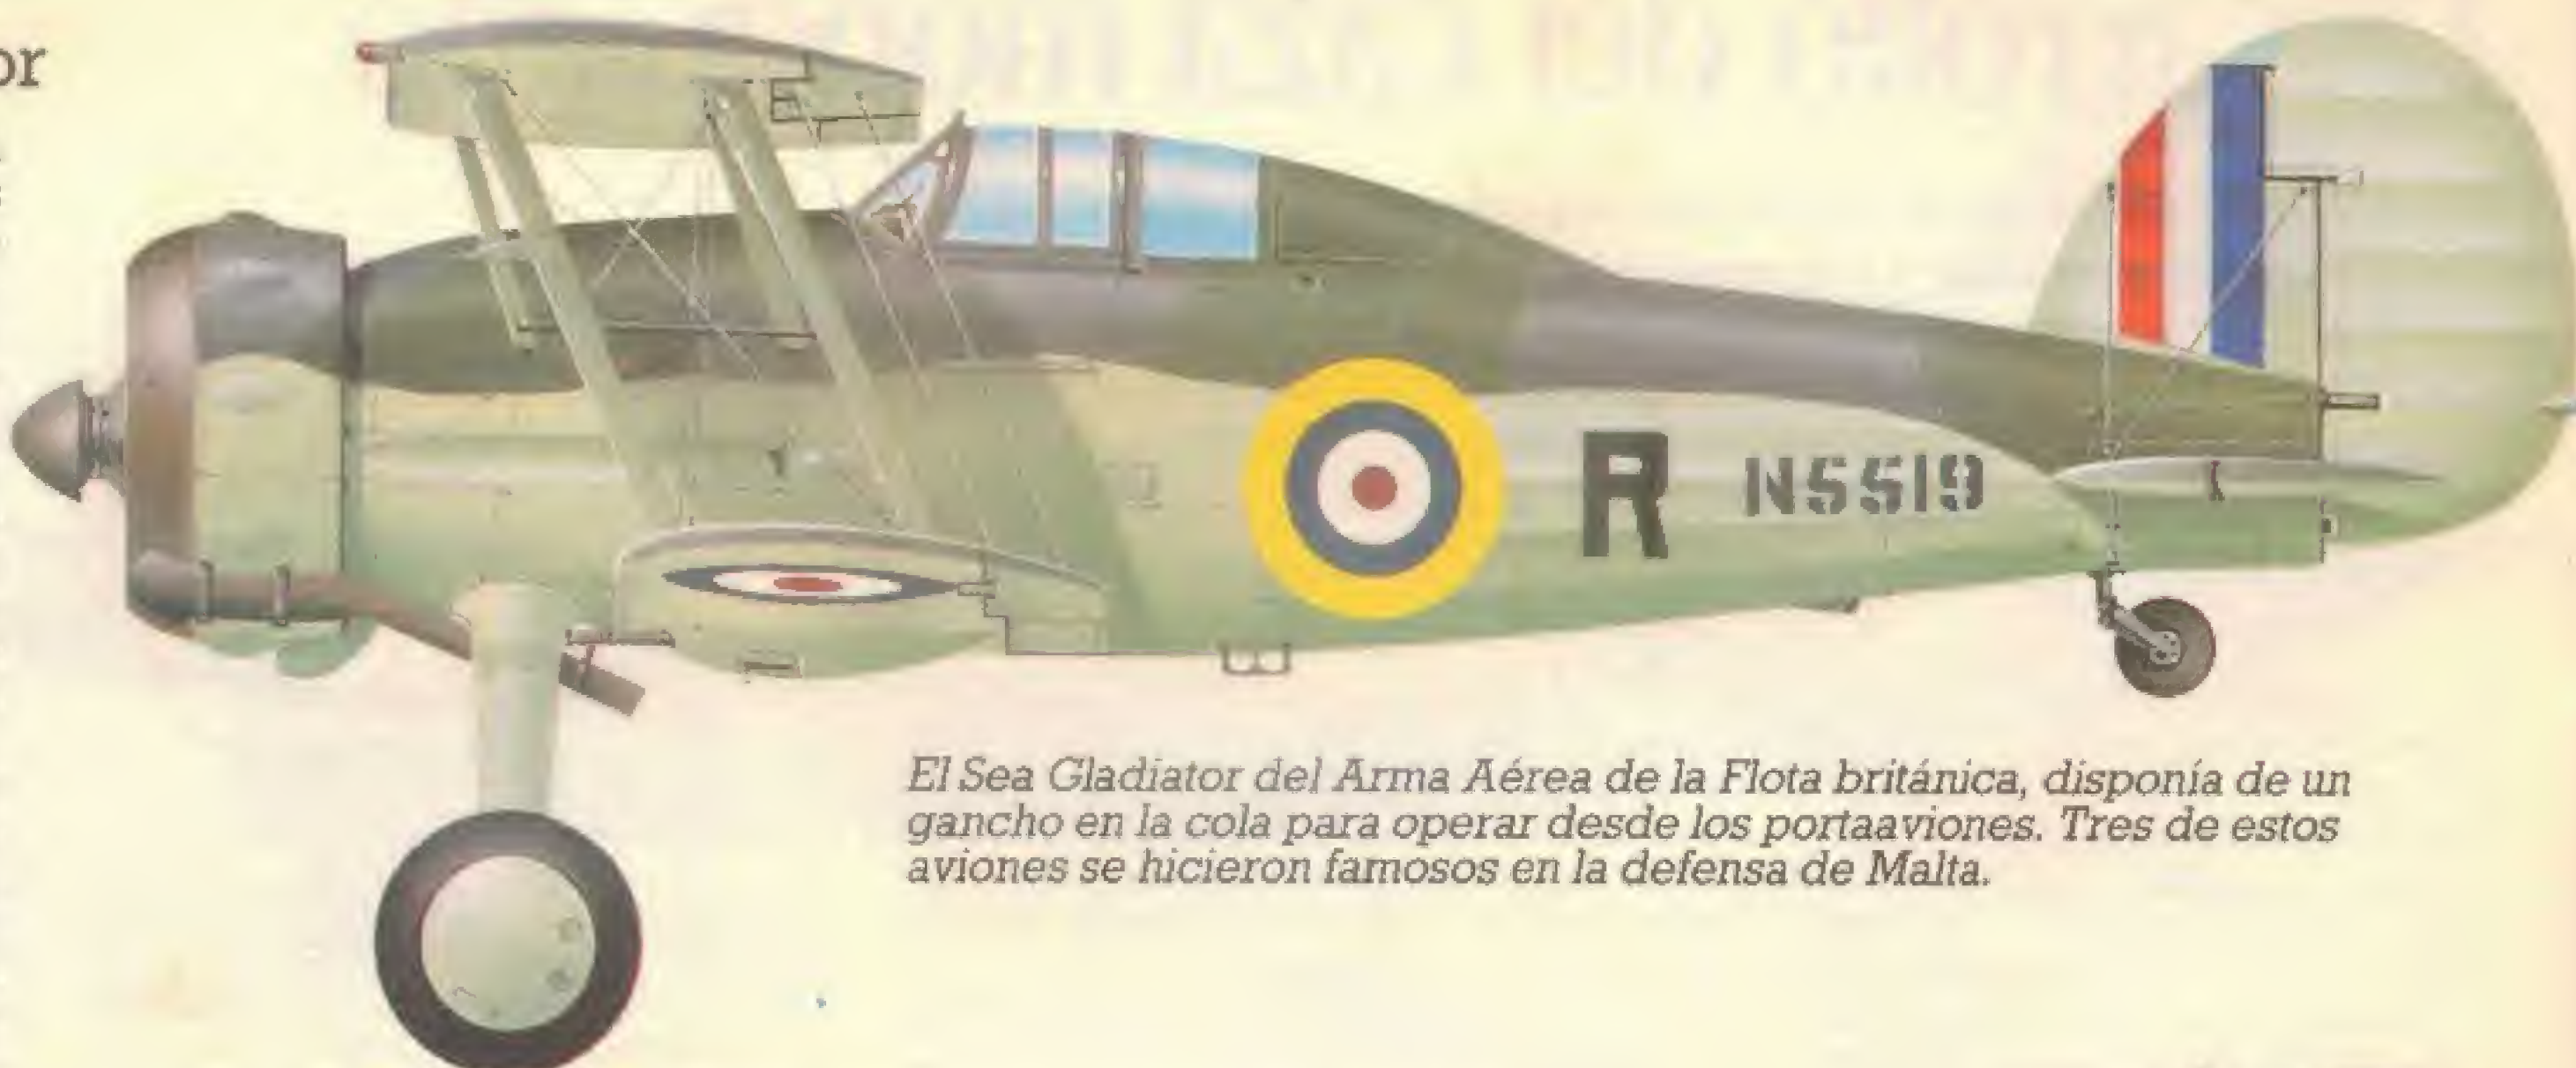 or
R N5519
El Sea Gladiator del Arma Aérea de la Flota británica, disponía de un
gancho en la cola para operar desde los portaaviones. Tres de estos
aviones se hicieron famosos en la defensa de Malta.